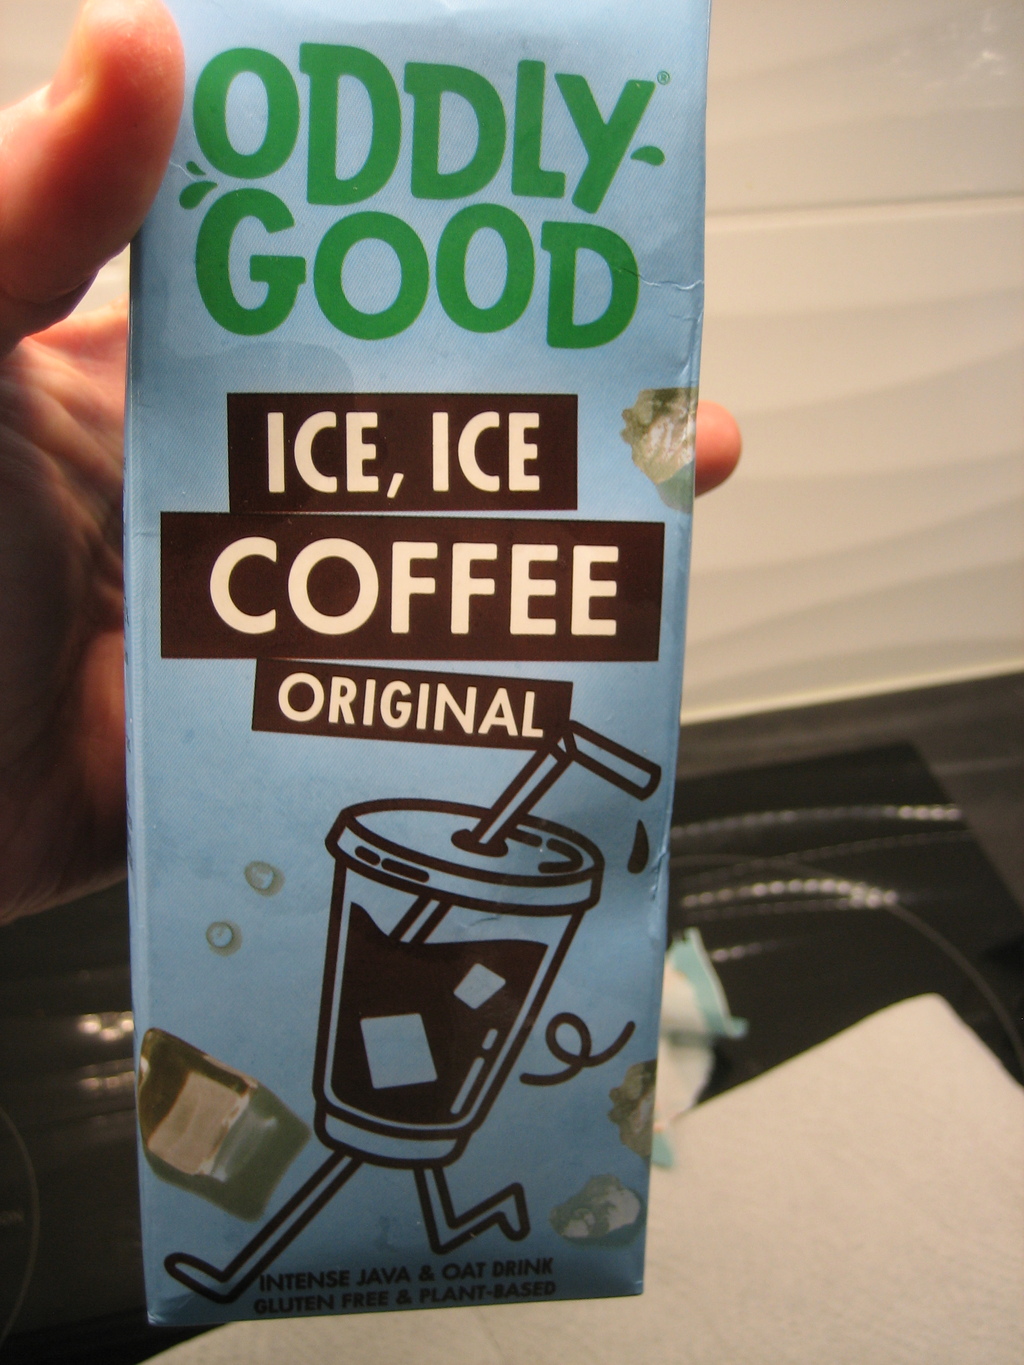 ODDLY-
GOOD
ICE, ICE
COFFEE
ORIGINAL
INTENSE JAVA & OAT DRINK
GLUTEN FREE & PLANT-BASED